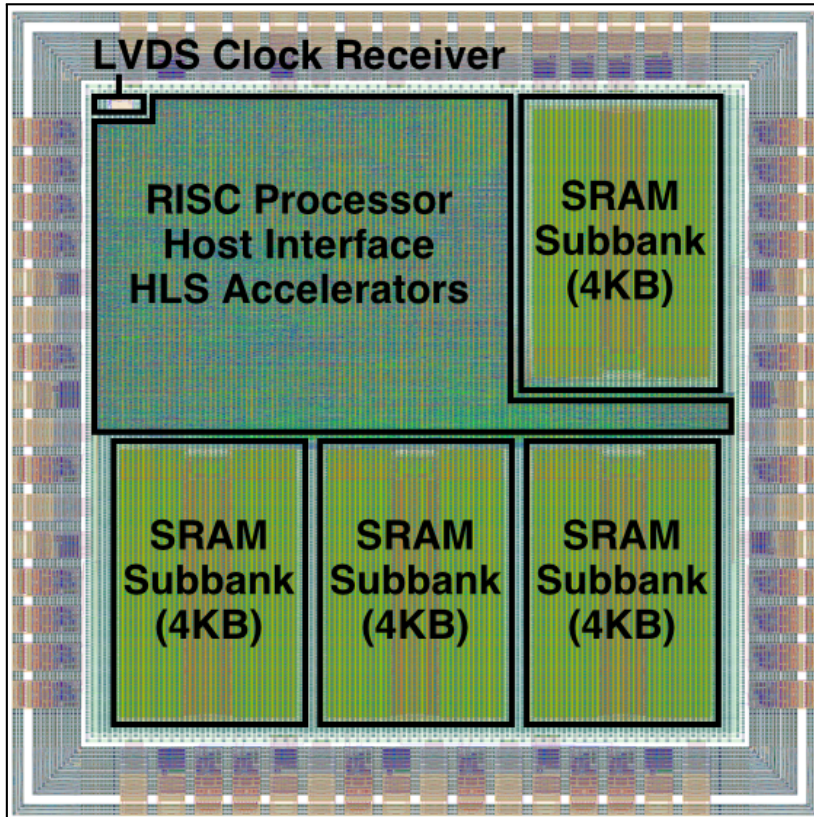 LVDS Clock Receiver
RISC Processor
Host Interface
HLS Accelerators
SRAM
Subbank
(4KB)
SRAM
Subbank
(4KB)
SRAM
Subbank
(4KB)
SRAM
Subbank
(4KB)